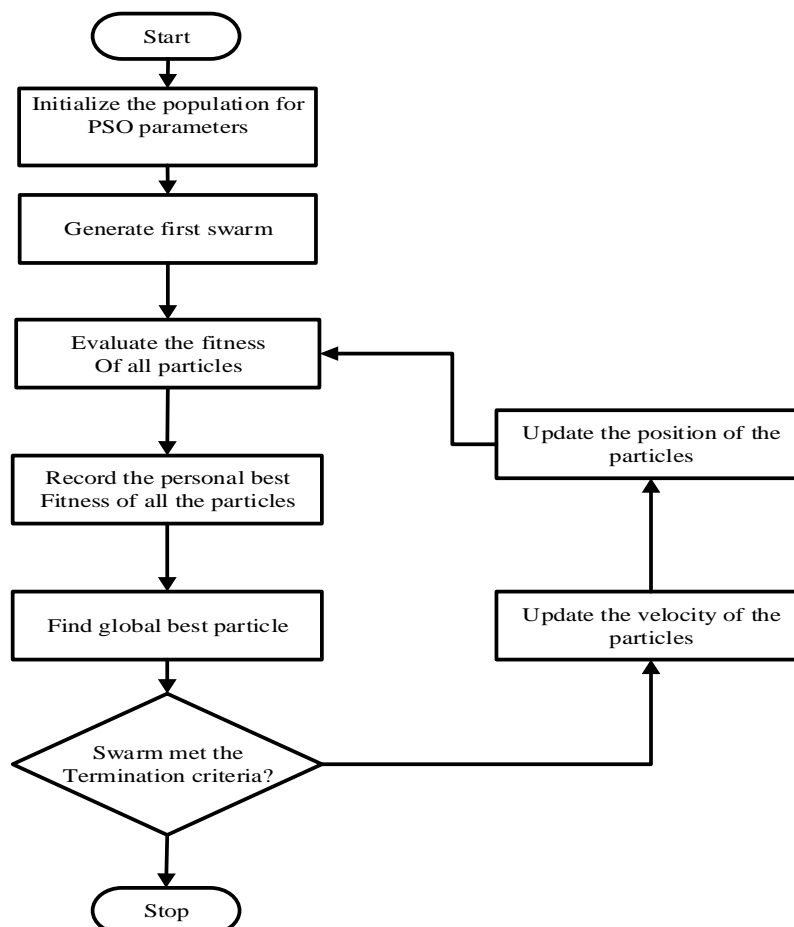 Start
Initialize the population for
PSO parameters
Generate first swarm
Evaluate the fitness
Of all particles
Record the personal best
Fitness of all the particles
Find global best particle
Swarm met the
Termination criteria?
Stop
Update the position of the
particles
Update the velocity of the
particles